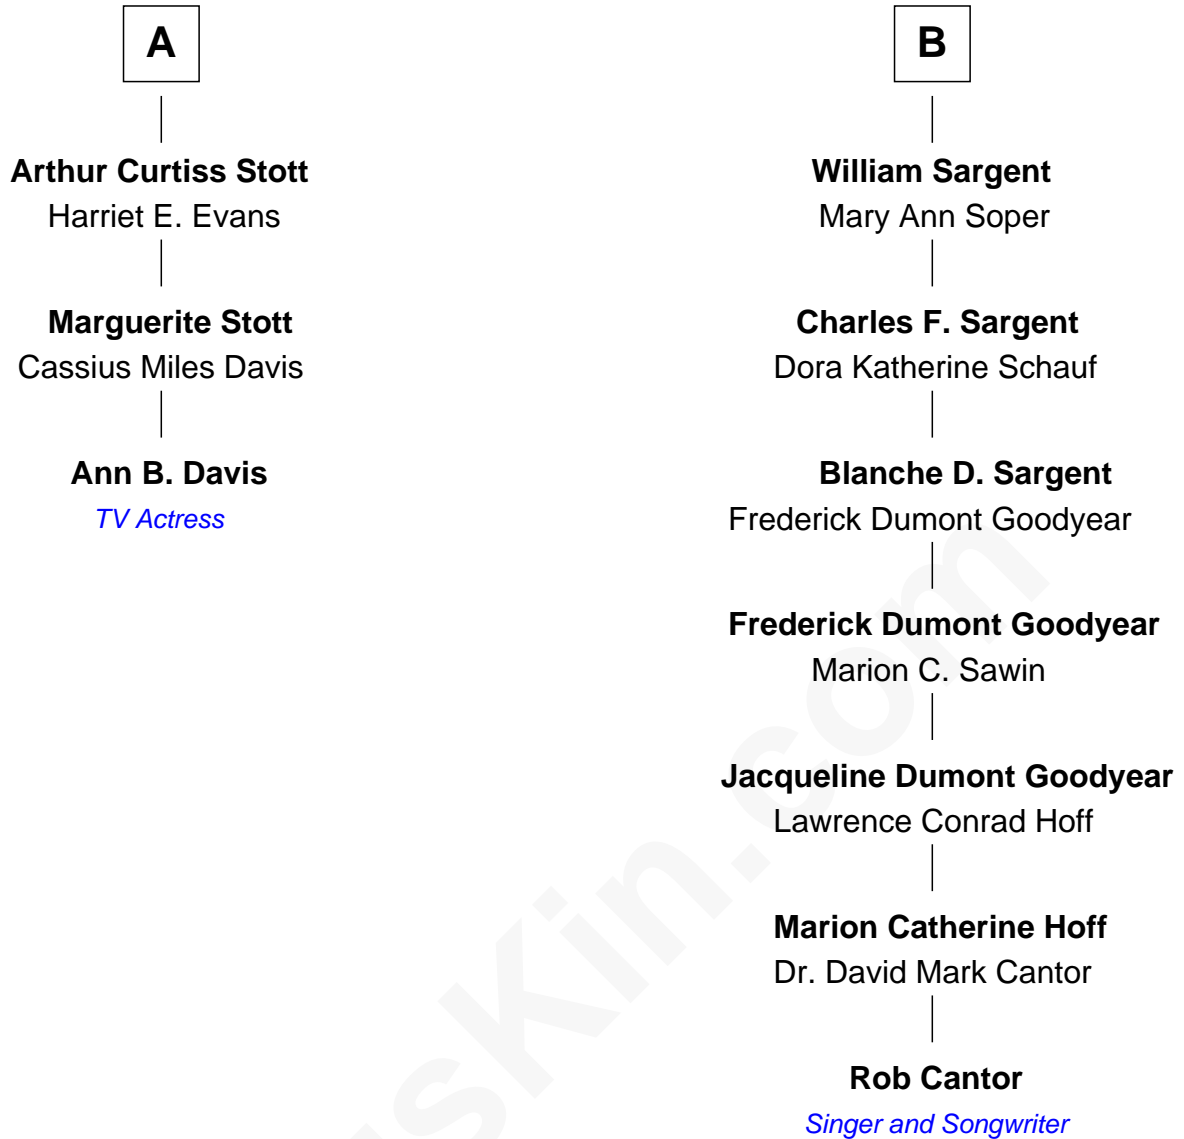 A
Arthur Curtiss Stott
Harriet E. Evans
Marguerite Stott
Cassius Miles Davis
Ann B. Davis
TV Actress
B
William Sargent
Mary Ann Soper
Charles F. Sargent
Dora Katherine Schauf
Blanche D. Sargent
Frederick Dumont Goodyear
Frederick Dumont Goodyear
Marion C. Sawin
Jacqueline Dumont Goodyear
Lawrence Conrad Hoff
Marion Catherine Hoff
Dr. David Mark Cantor
Rob Cantor
Singer and Songwriter